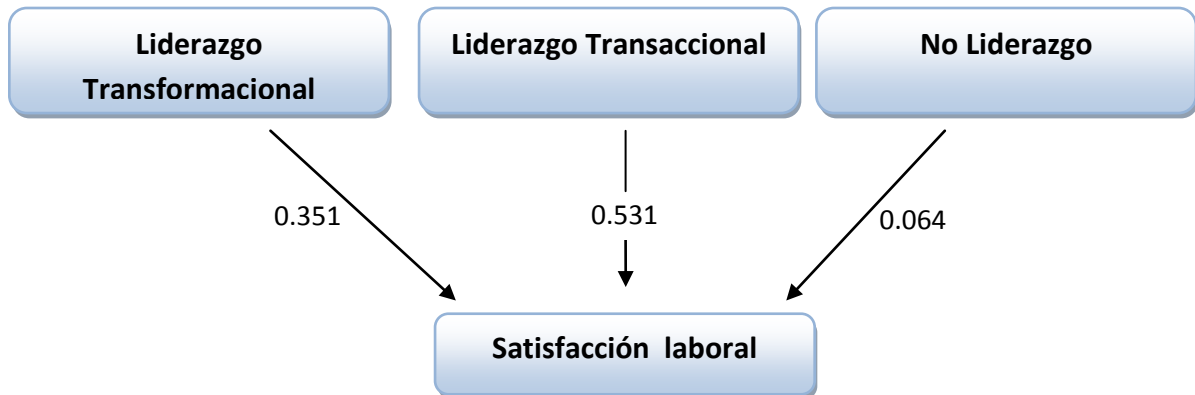 Liderazgo
Transformacional
Liderazgo Transaccional
No Liderazgo
0.351
0.531
0.064
Satisfacción laboral